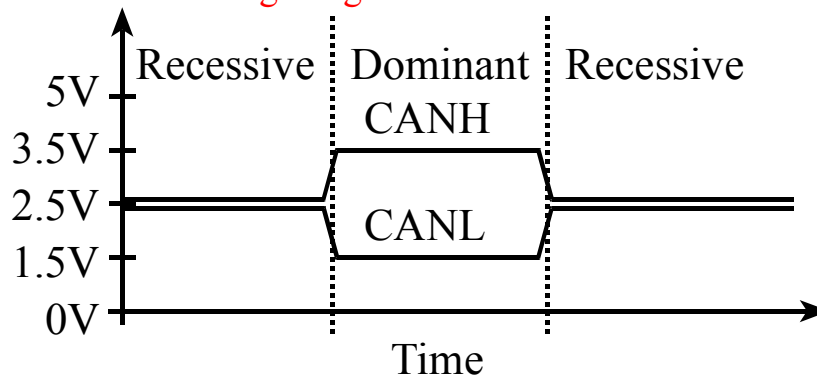 Recessive Dominant Recessive
5V
CANH
3.5V
2.5V
CANL
1.5V
0V
Time